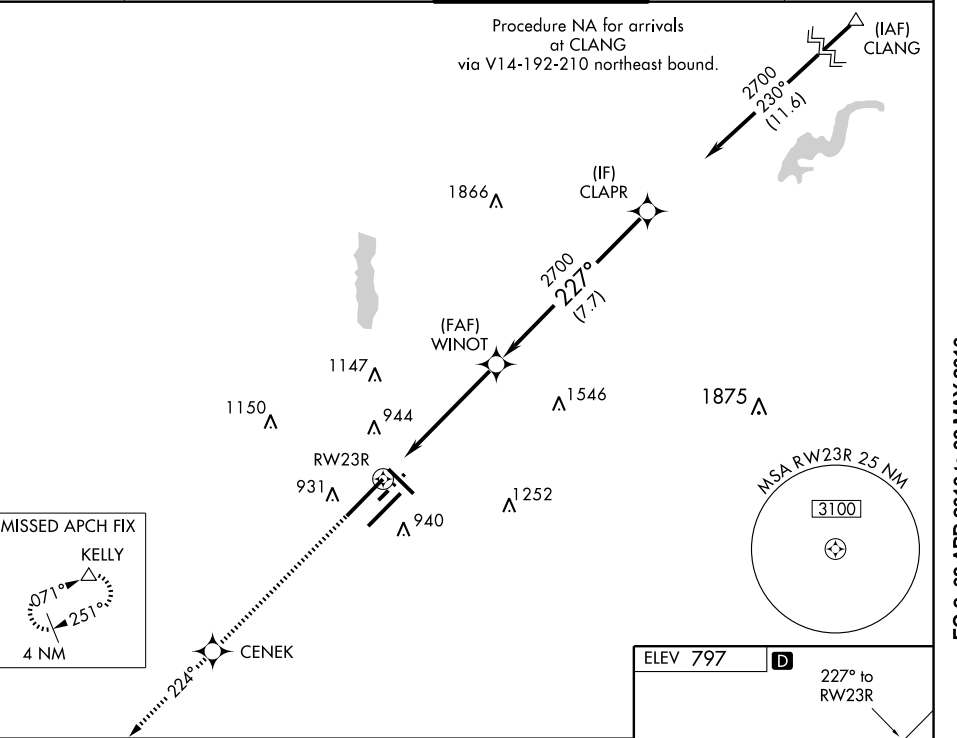 Procedure NA for arrivals
at CLANG
via V14-192-210 northeast bound.
(IAF)
CLANG
2700
230°
(11.6)
(IF)
CLAPR
1866
2700
227°
(7.7)
(FAF)
WINOT
1147
1546
1875
1150
944
RW23R
931
1252
940
MSA RW23R 25 NM
3100
MISSED APCH FIX
KELLY
071°
251°
4 NM
CENEK
224°
ELEV 797
D
227° to
RW23R